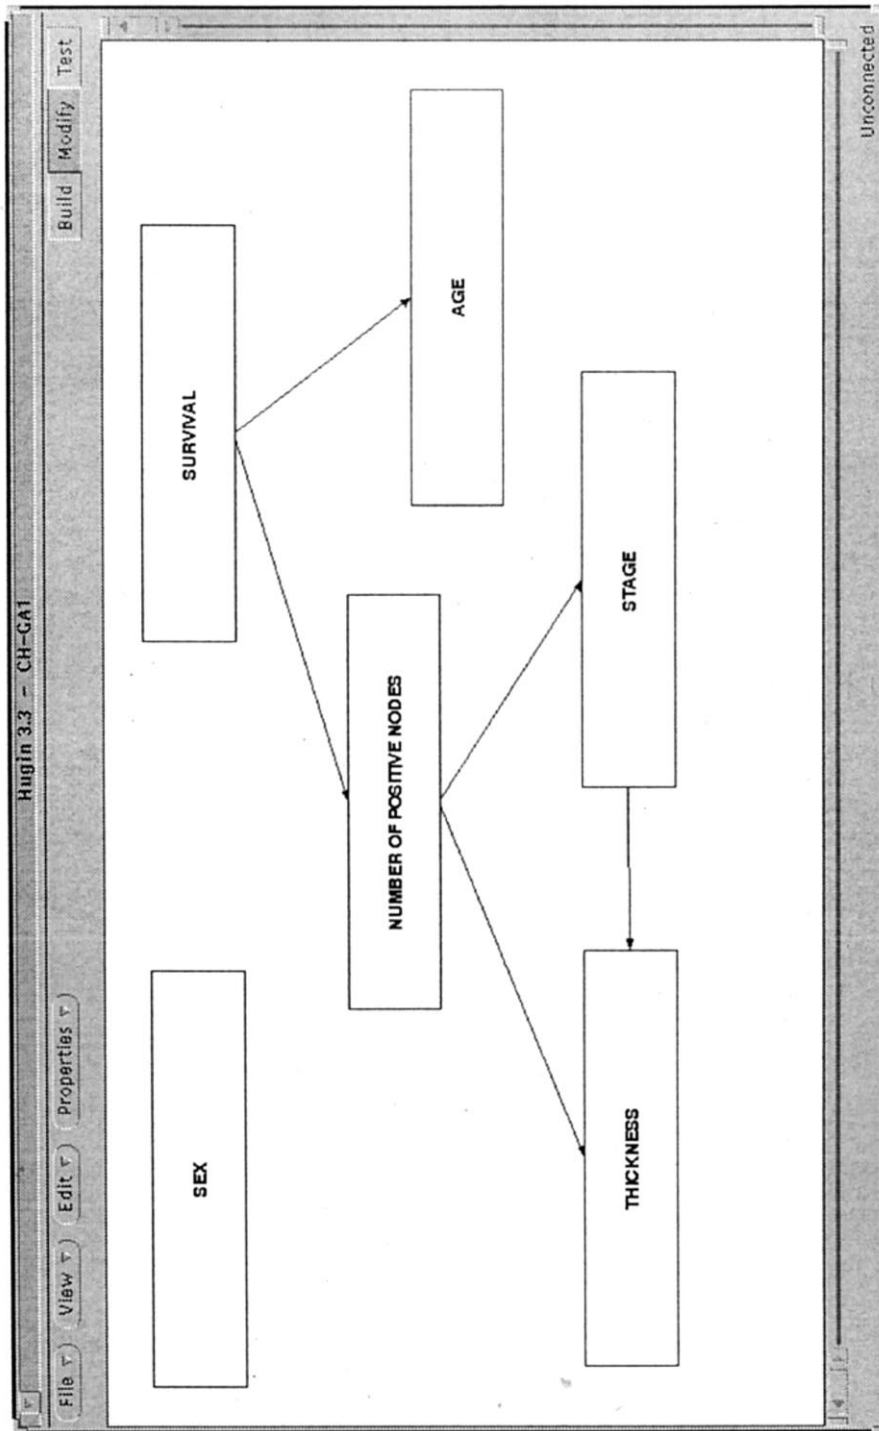 Hugin 3.3 - CH-GA1
File View Edit Properties Build Modify Test
SEX
SURVIVAL
NUMBER OF POSITIVE NODES
AGE
THICKNESS
STAGE
Unconnected